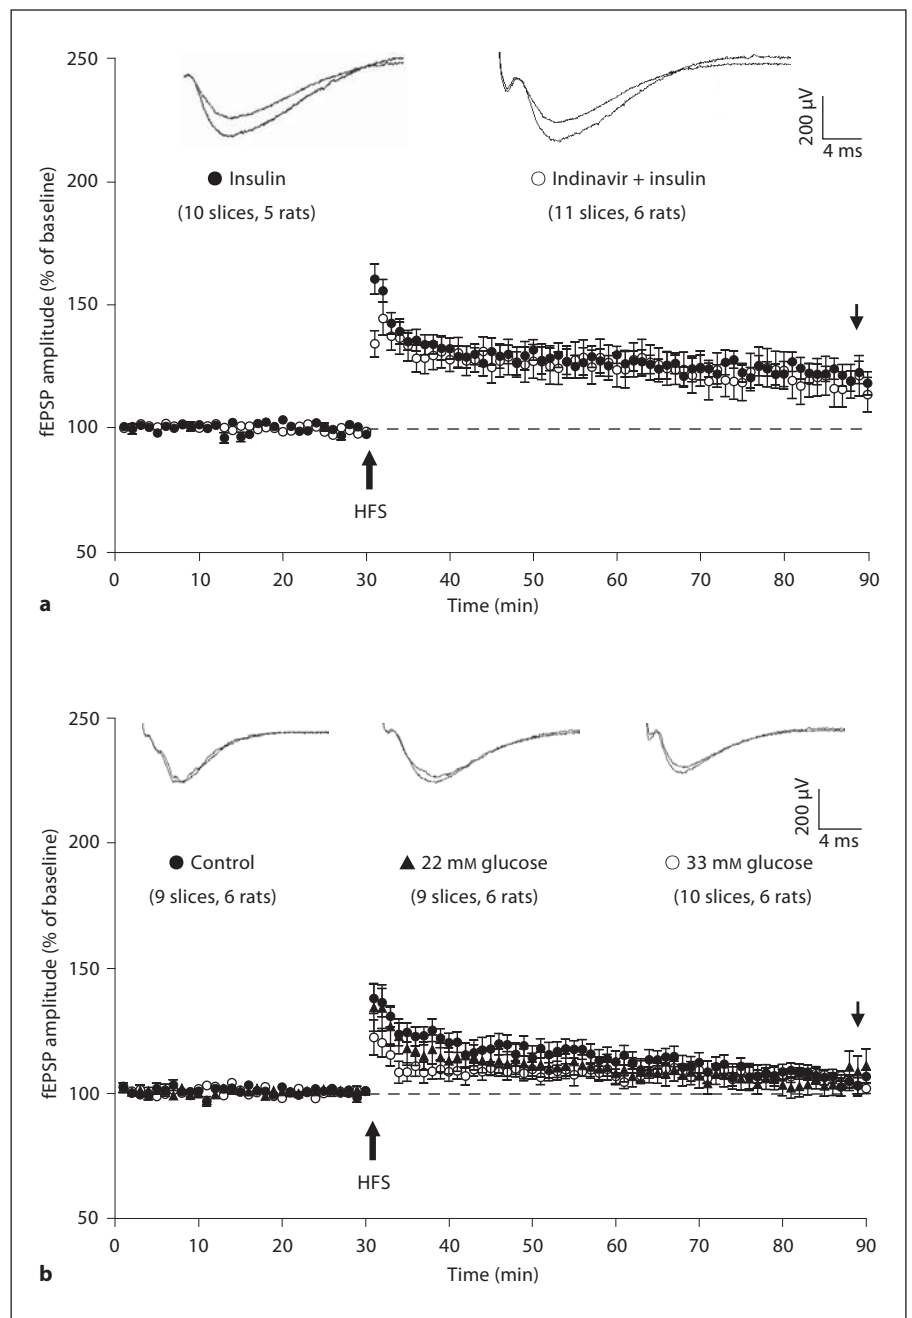 250
200 µV
4 ms
200
Insulin
Indinavir + insulin
(10 slices, 5 rats)
(11 slices, 6 rats)
fEPSP amplitude (% of baseline)
150
100
HFS
50
0 10 20 30 40 50 60 70 80 90
Time (min)
a
250
200 µV
4 ms
200
Control
22 mM glucose
33 mM glucose
(9 slices, 6 rats)
(9 slices, 6 rats)
(10 slices, 6 rats)
fEPSP amplitude (% of baseline)
150
100
HFS
50
0 10 20 30 40 50 60 70 80 90
Time (min)
b